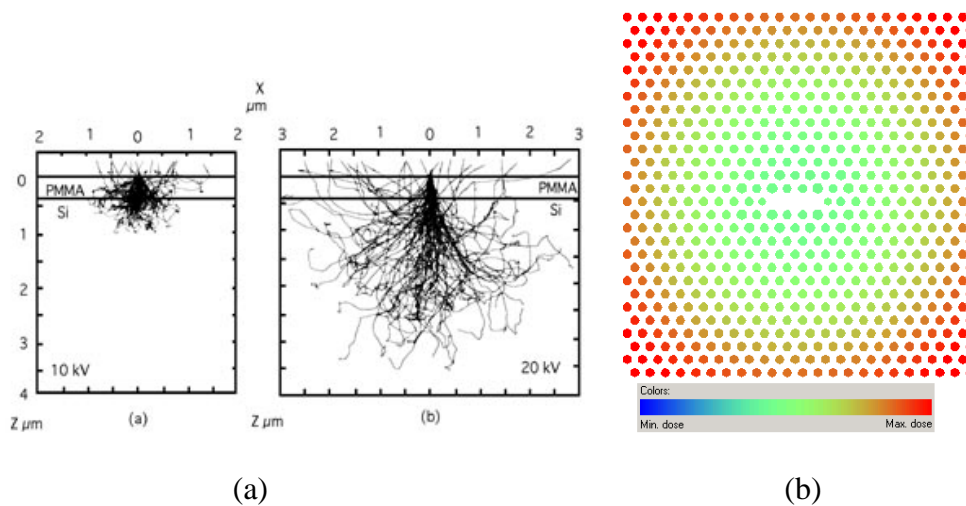 X
µm
2 1 0 1 2
3 2 1 0 1 2 3
0
PMMA
Si
1
2
3
10 kV
4
Z µm
(a)
PMMA
Si
20 kV
Z µm
(b)
Colors:
Min. dose Max. dose
(a) (b)